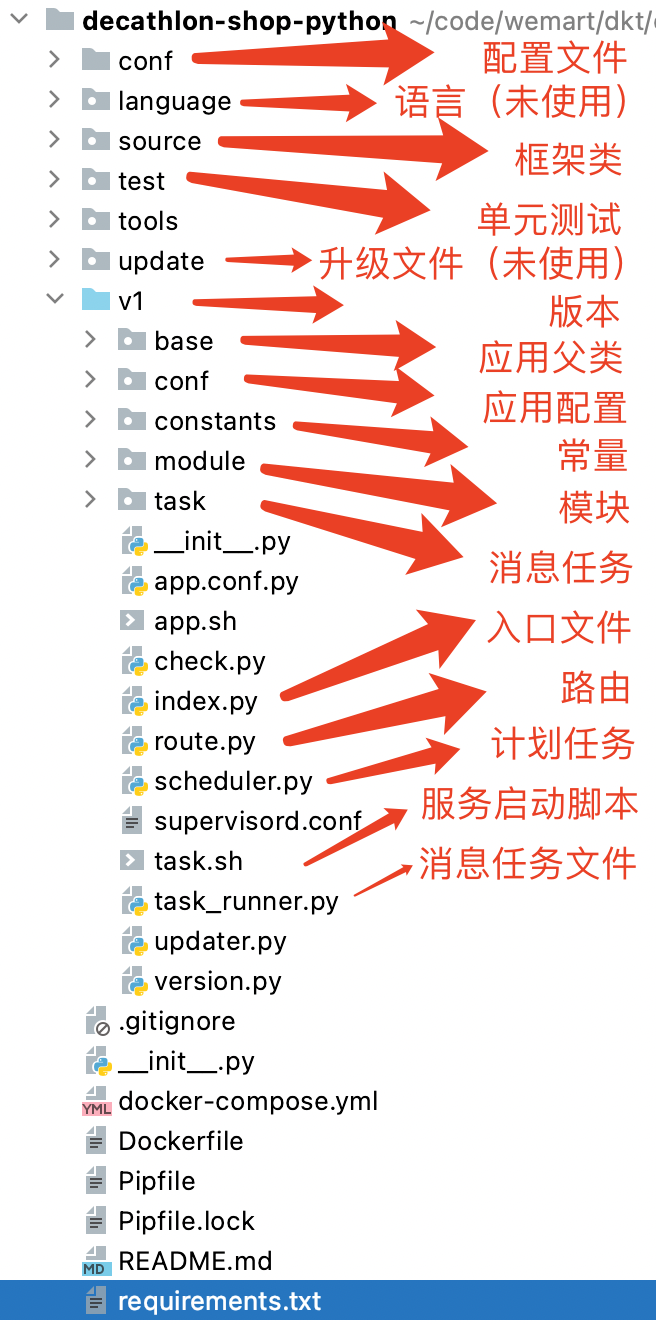 decathlon-shop-python ~/code/wemart/dkt/
conf 配置文件
language 语言（未使用）
source 框架类
test 单元测试
tools
update 升级文件（未使用）
v1 版本
base 应用父类
conf 应用配置
constants 常量
module 模块
task 消息任务
__init__.py
app.conf.py
app.sh
check.py
index.py 入口文件
route.py 路由
scheduler.py 计划任务
supervisord.conf
task.sh 服务启动脚本
task_runner.py 消息任务文件
updater.py
version.py
.gitignore
__init__.py
YML docker-compose.yml
Dockerfile
Pipfile
Pipfile.lock
MD README.md
requirements.txt